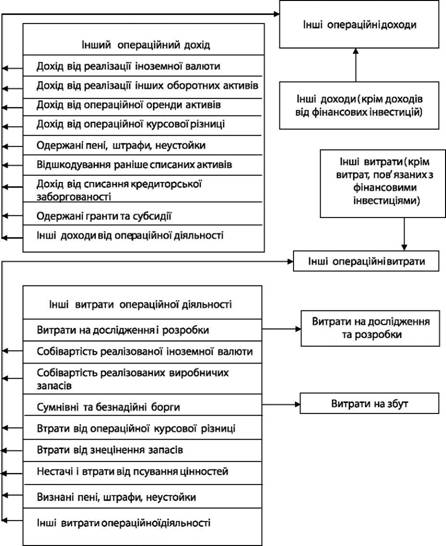 Інші операційні доходи
Інший операційний дохід
Дохід від реалізації іноземної валюти
Дохід від реалізації інших оборотних активів
Дохід від операційної оренди активів
Дохід від операційної курсової різниці
Одержані пені, штрафи, неустойки
Відшкодування раніше списаних активів
Дохід від списання кредиторської
заборгованості
Одержані гранти та субсидії
Інші доходи від операційної діяльності
Інші доходи (крім доходів
від фінансових інвестицій)
Інші витрати (крім
витрат, пов’язаних з
фінансовими
інвестиціями)
Інші операційні витрати
Інші витрати операційної діяльності
Витрати на дослідження і розробки
Собівартість реалізованої іноземної валюти
Собівартість реалізованих виробничих
запасів
Сумнівні та безнадійні борги
Втрати від операційної курсової різниці
Втрати від знецінення запасів
Нестачі і втрати від псування цінностей
Визнані пені, штрафи, неустойки
Інші витрати операційної діяльності
Витрати на дослідження
та розробки
Витрати на збут